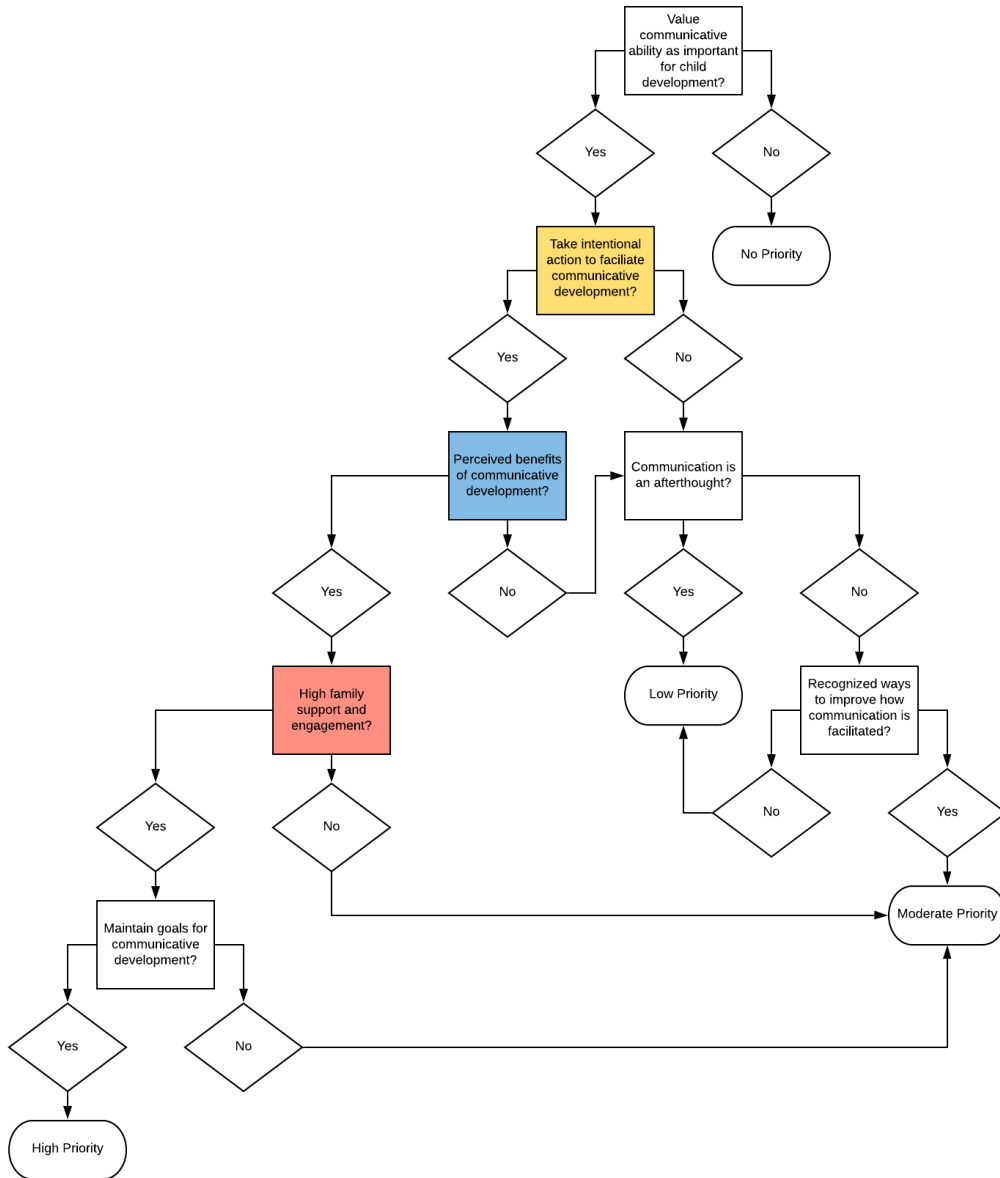 Value
communicative
ability as important
for child
development?
Yes
No
Take intentional
action to faciliate
communicative
development?
No Priority
Yes
No
Perceived benefits
of communicative
development?
Communication is
an afterthought?
Yes
No
Yes
No
High family
support and
engagement?
Low Priority
Recognized ways
to improve how
communication is
facilitated?
Yes
No
No
Yes
Maintain goals for
communicative
development?
Moderate Priority
Yes
No
High Priority